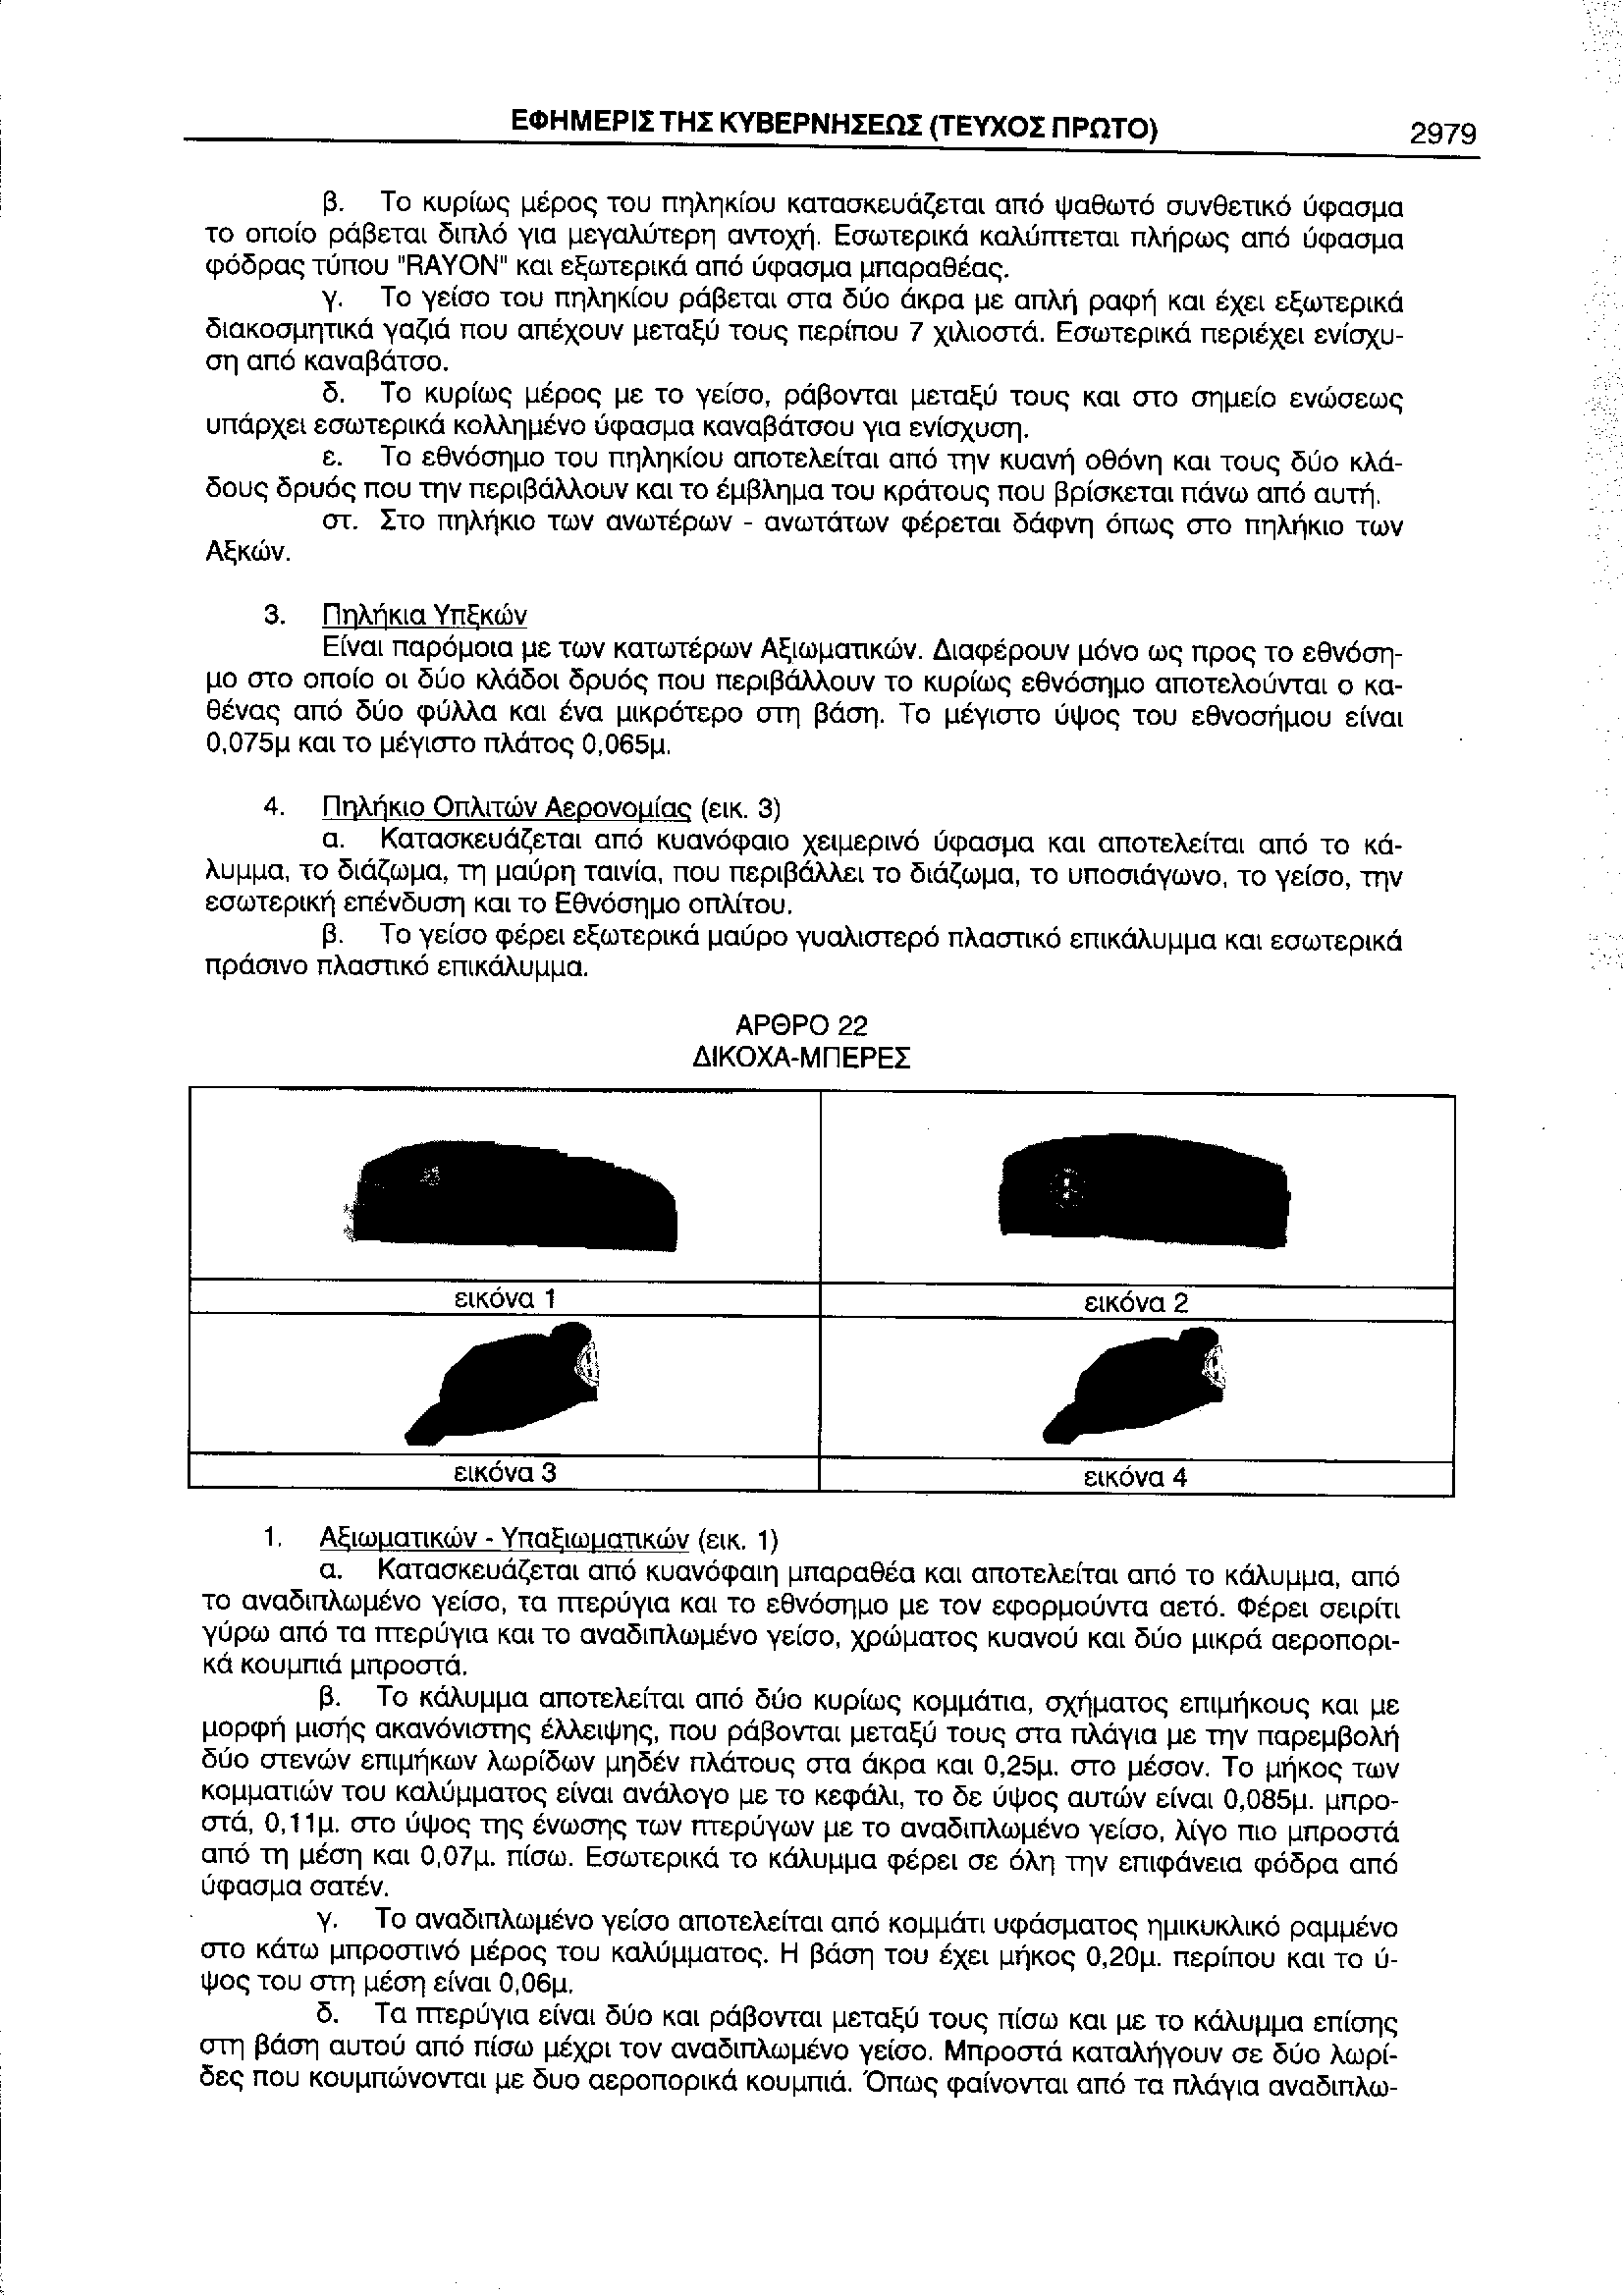 ΕΦΗΜΕΡΙΣ ΤΗΣ ΚΥΒΕΡΝΗΣΕΩΣ (ΤΕΥΧΟΣ ΠΡΩΤΟ) 2979
β. Το κυρίως μέρος του πηληκίου κατασκευάζεται από ψαθωτό συνθετικό ύφασμα
το οποίο ράβεται διπλό για μεγαλύτερη αντοχή. Εσωτερικά καλύπτεται πλήρως από ύφασμα
φόδρας τύπου "RAYON" και εξωτερικά από ύφασμα μπαραθέας.
γ. Το γείσο του πηληκίου ράβεται στα δύο άκρα με απλή ραφή και έχει εξωτερικά
διακοσμητικά γαζιά που απέχουν μεταξύ τους περίπου 7 χιλιοστά. Εσωτερικά περιέχει ενίσχυ-
ση από καναβάτσο.
δ. Το κυρίως μέρος με το γείσο, ράβονται μεταξύ τους και στο σημείο ενώσεως
υπάρχει εσωτερικά κολλημένο ύφασμα καναβάτσου για ενίσχυση.
ε. Το εθνόσημο του πηληκίου αποτελείται από την κυανή οθόνη και τους δύο κλά-
δους δρυός που την περιβάλλουν και το έμβλημα του κράτους που βρίσκεται πάνω από αυτή.
στ. Στο πηλήκιο των ανωτέρων - ανωτάτων φέρεται δάφνη όπως στο πηλήκιο των
Αξκών.
3. Πηλήκια Υπξκών
Είναι παρόμοια με των κατωτέρων Αξιωματικών. Διαφέρουν μόνο ως προς το εθνόση-
μο στο οποίο οι δύο κλάδοι δρυός που περιβάλλουν το κυρίως εθνόσημο αποτελούνται ο κα-
θένας από δύο φύλλα και ένα μικρότερο στη βάση. Το μέγιστο ύψος του εθνοσήμου είναι
0,075μ και το μέγιστο πλάτος 0,065μ.
4. Πηλήκιο Οπλιτών Αερονομίας (εικ. 3)
α. Κατασκευάζεται από κυανόφαιο χειμερινό ύφασμα και αποτελείται από το κά-
λυμμα, το διάζωμα, τη μαύρη ταινία, που περιβάλλει το διάζωμα, το υποσιάγωνο, το γείσο, την
εσωτερική επένδυση και το Εθνόσημο οπλίτου.
β. Το γείσο φέρει εξωτερικά μαύρο γυαλιστερό πλαστικό επικάλυμμα και εσωτερικά
πράσινο πλαστικό επικάλυμμα.
ΑΡΘΡΟ 22
ΔΙΚΟΧΑ-ΜΠΕΡΕΣ
εικόνα 1 εικόνα 2
εικόνα 3 εικόνα 4
1. Αξιωματικών - Υπαξιωματικών (εικ. 1)
α. Κατασκευάζεται από κυανόφαιη μπαραθέα και αποτελείται από το κάλυμμα, από
το αναδιπλωμένο γείσο, τα πτερύγια και το εθνόσημο με τον εφορμούντα αετό. Φέρει σειρίτι
γύρω από τα πτερύγια και το αναδιπλωμένο γείσο, χρώματος κυανού και δύο μικρά αεροπορι-
κά κουμπιά μπροστά.
β. Το κάλυμμα αποτελείται από δύο κυρίως κομμάτια, σχήματος επιμήκους και με
μορφή μισής ακανόνιστης έλλειψης, που ράβονται μεταξύ τους στα πλάγια με την παρεμβολή
δύο στενών επιμήκων λωρίδων μηδέν πλάτους στα άκρα και 0,25μ. στο μέσον. Το μήκος των
κομματιών του καλύμματος είναι ανάλογο με το κεφάλι, το δε ύψος αυτών είναι 0,085μ. μπρο-
στά, 0,11μ. στο ύψος της ένωσης των πτερύγων με το αναδιπλωμένο γείσο, λίγο πιο μπροστά
από τη μέση και 0,07μ. πίσω. Εσωτερικά το κάλυμμα φέρει σε όλη την επιφάνεια φόδρα από
ύφασμα σατέν.
γ. Το αναδιπλωμένο γείσο αποτελείται από κομμάτι υφάσματος ημικυκλικό ραμμένο
στο κάτω μπροστινό μέρος του καλύμματος. Η βάση του έχει μήκος 0,20μ. περίπου και το ύ-
ψος του στη μέση είναι 0,06μ.
δ. Τα πτερύγια είναι δύο και ράβονται μεταξύ τους πίσω και με το κάλυμμα επίσης
στη βάση αυτού από πίσω μέχρι τον αναδιπλωμένο γείσο. Μπροστά καταλήγουν σε δύο λωρί-
δες που κουμπώνονται με δυο αεροπορικά κουμπιά. Όπως φαίνονται από τα πλάγια αναδιπλω-